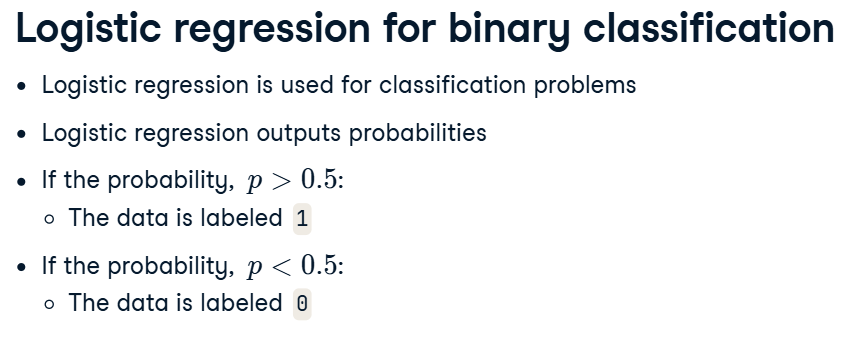 Logistic regression for binary classification
• Logistic regression is used for classification problems
• Logistic regression outputs probabilities
• If the probability, p > 0.5:
◦ The data is labeled 1
• If the probability, p < 0.5:
◦ The data is labeled 0